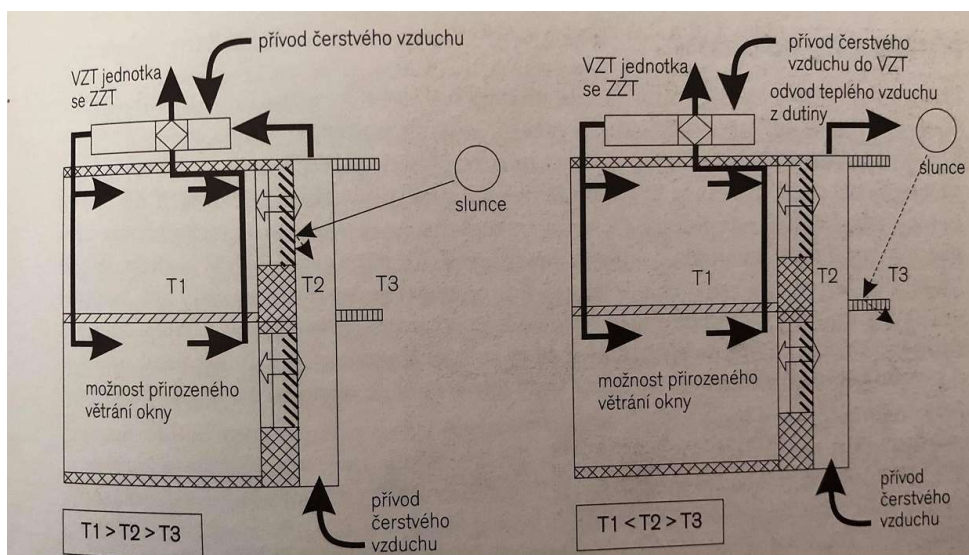 přívod čerstvého vzduchu
VZT jednotka
se ZZT
slunce
T1
T2
T3
možnost přirozeného
větrání okny
přívod
čerstvého
vzduchu
T1 > T2 > T3
přívod čerstvého
vzduchu do VZT
VZT jednotka
se ZZT
odvod teplého vzduchu
z dutiny
slunce
T1
T2
T3
možnost přirozeného
větrání okny
přívod
čerstvého
vzduchu
T1 < T2 > T3